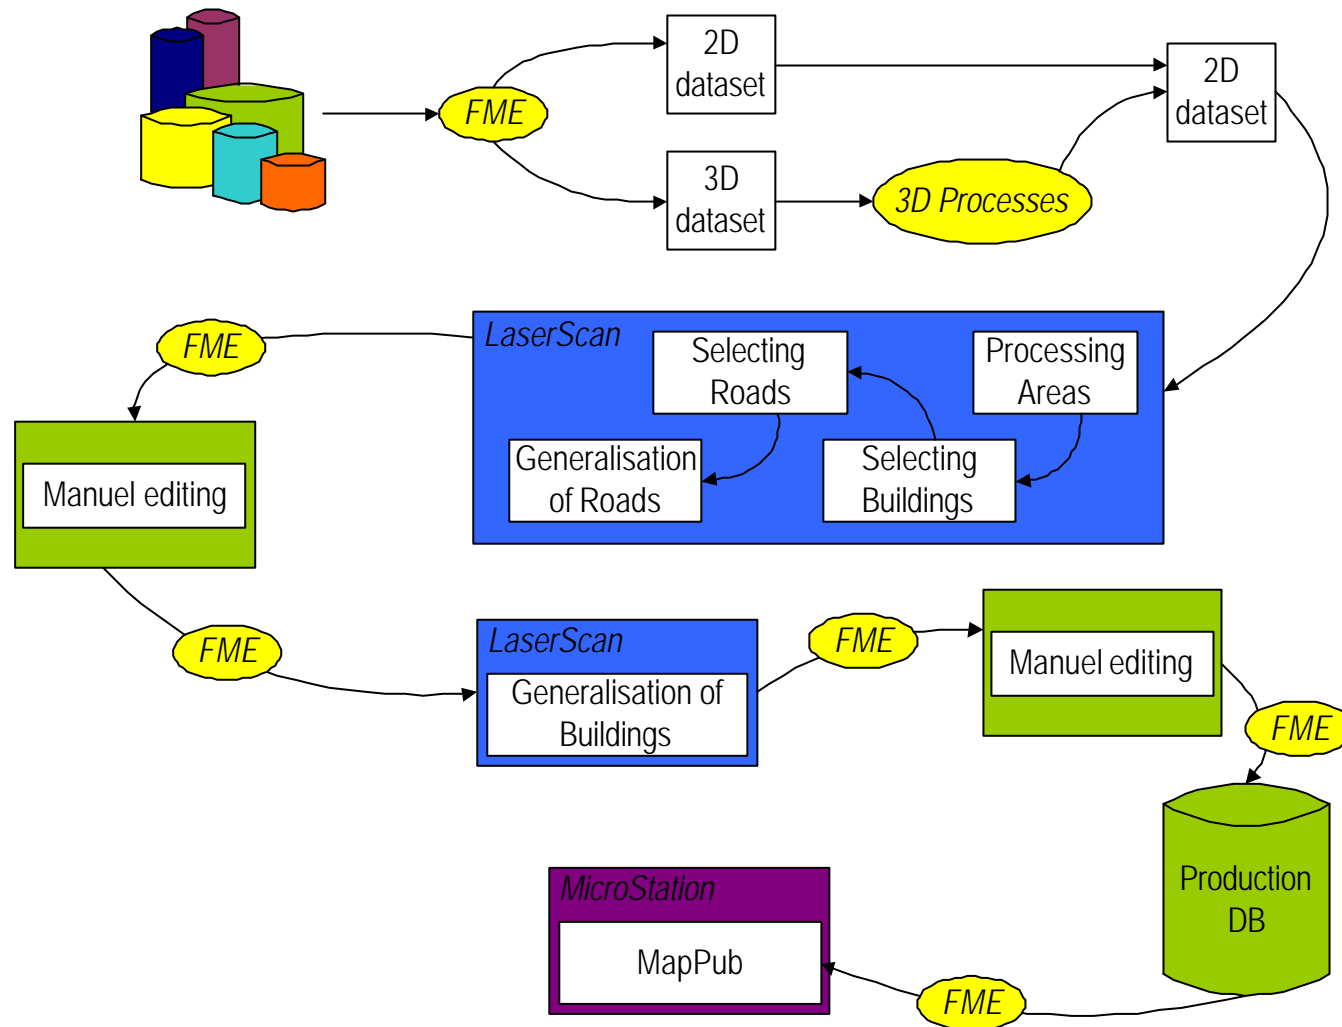 FME
2D
dataset
2D
dataset
3D
dataset
3D Processes
FME
LaserScan
Selecting
Roads
Processing
Areas
Generalisation
of Roads
Selecting
Buildings
Manuel editing
FME
LaserScan
Generalisation of
Buildings
FME
Manuel editing
FME
Production
DB
MicroStation
MapPub
FME